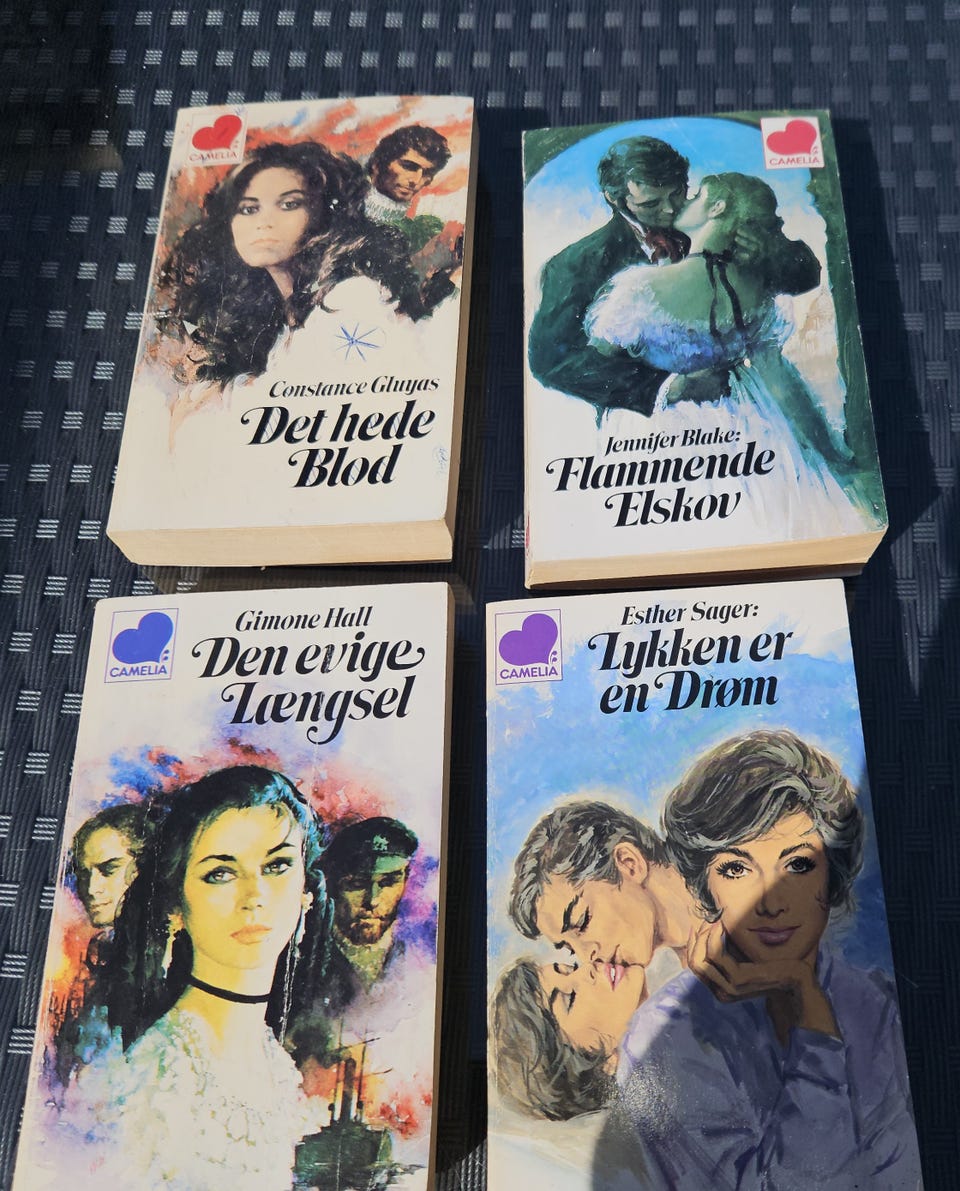 CAMELIA
Constance Gluyas
Det hede
Blod
CAMELIA
Jennifer Blake:
Flammende
Elskov
CAMELIA
Gimone Hall
Den evige
Længsel
CAMELIA
Esther Sager:
Lykken er
en Drøm